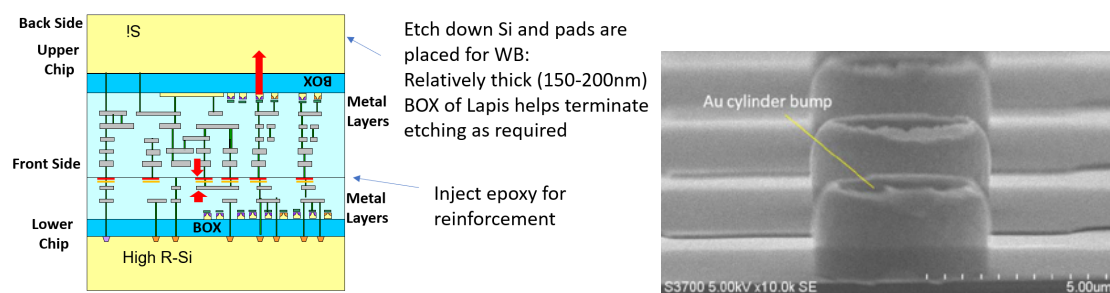 Back Side
Upper
Chip
Si
BOX
Metal
Layers
Front Side
Metal
Layers
Lower
Chip
BOX
High R-Si
Etch down Si and pads are
placed for WB:
Relatively thick (150-200nm)
BOX of Lapis helps terminate
etching as required
Inject epoxy for
reinforcement
Au cylinder bump
S3700 5.00kV x10.0k SE
5.00um